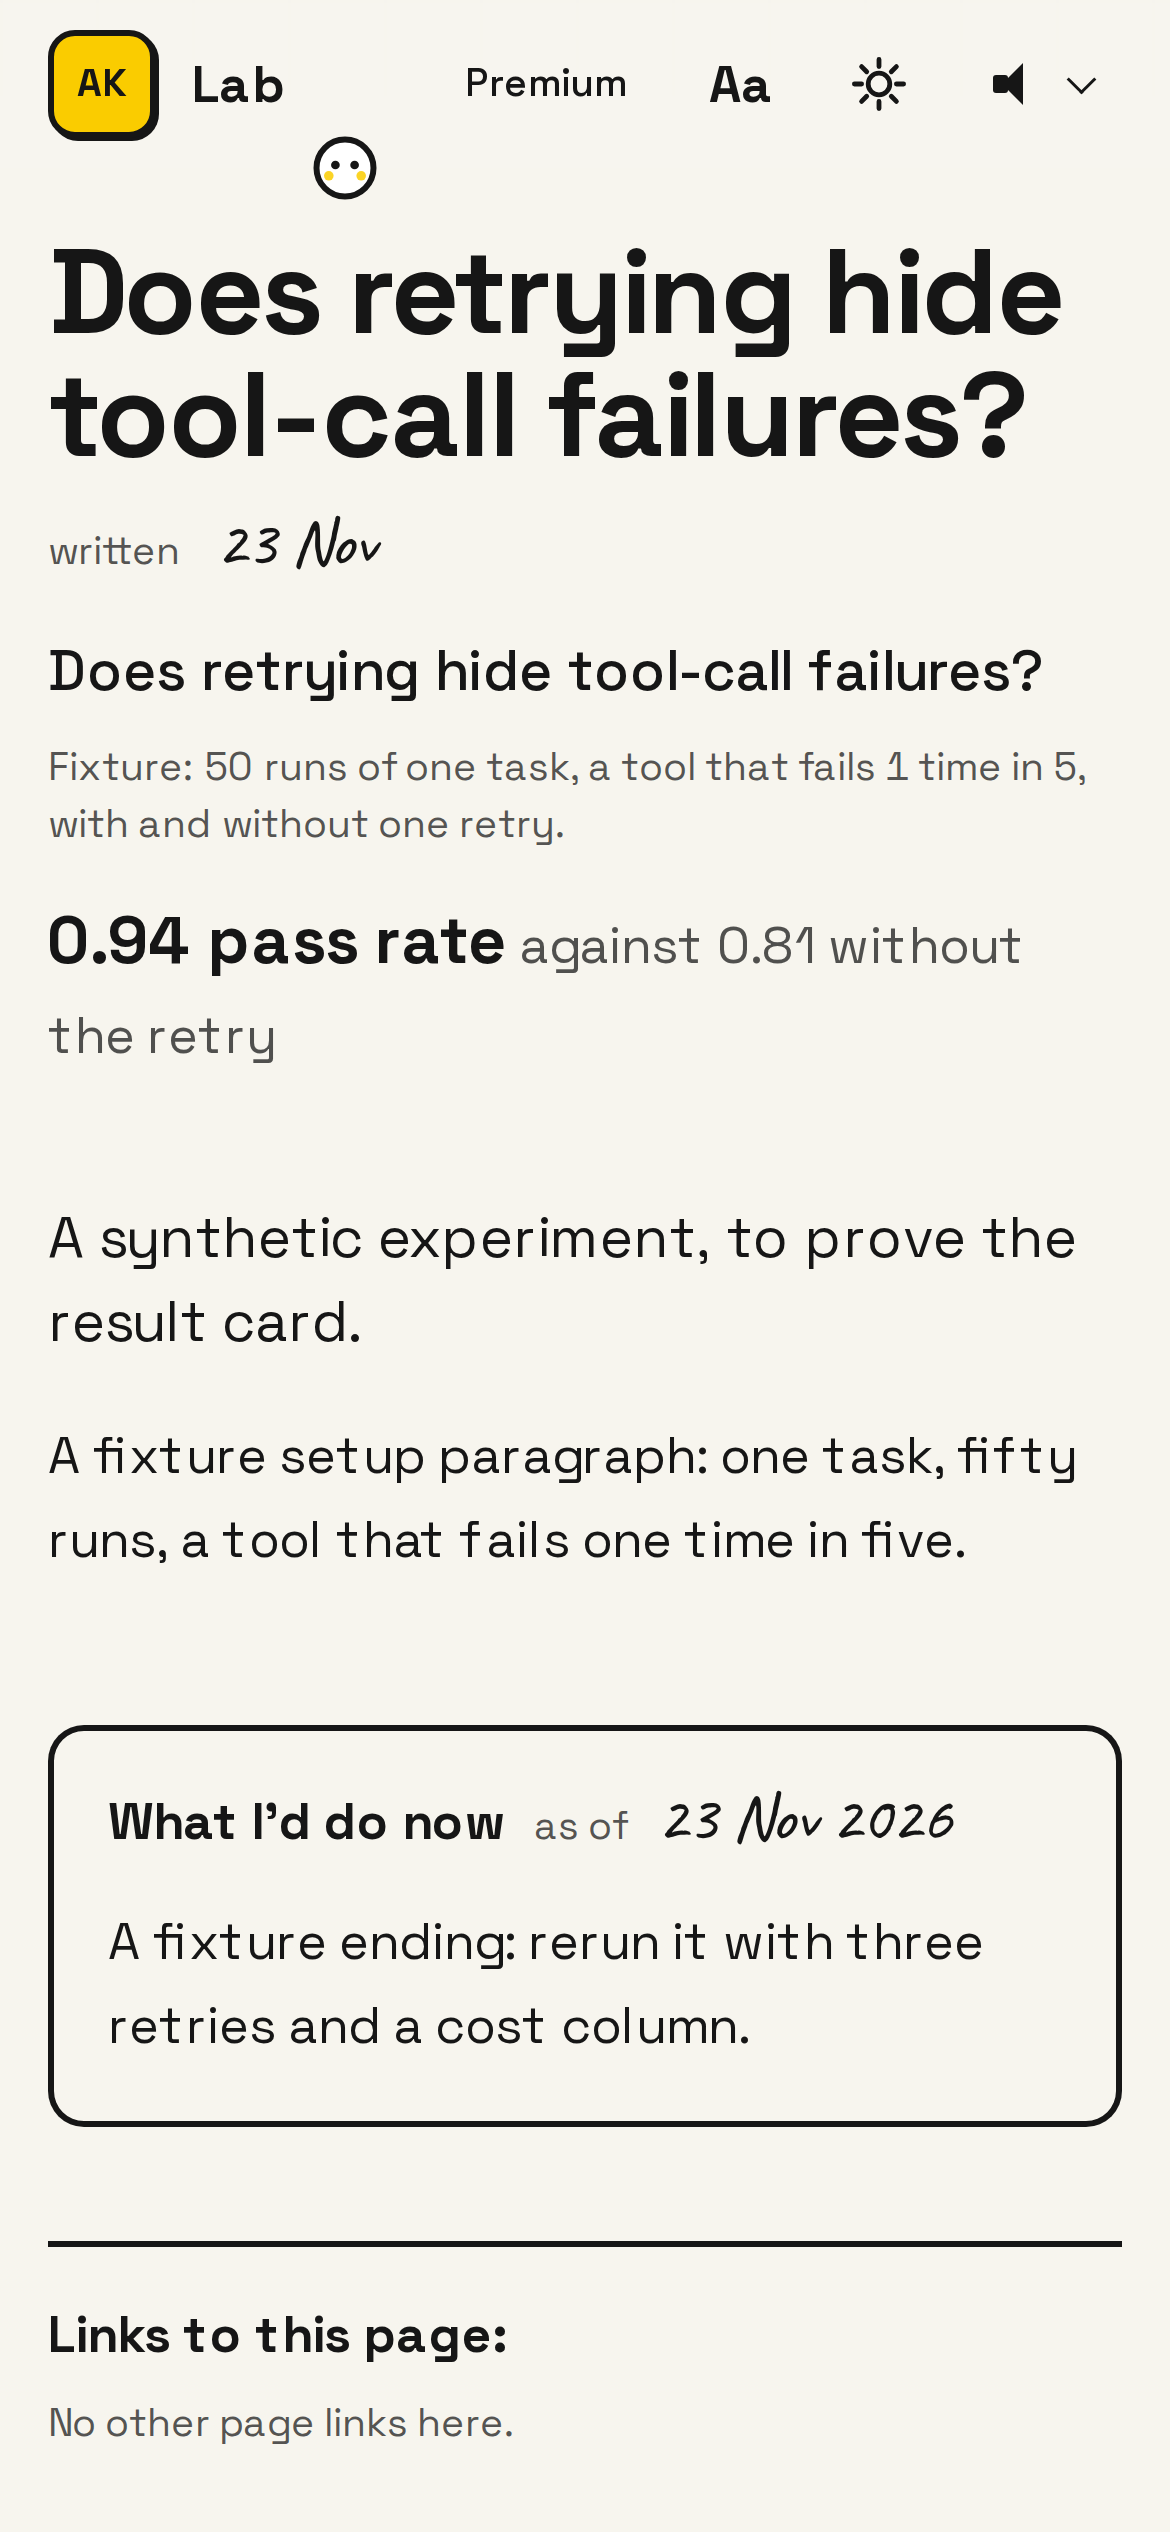 AK Lab Premium Aa
Does retrying hide
tool-call failures?
written 23 Nov
Does retrying hide tool-call failures?
Fixture: 50 runs of one task, a tool that fails 1 time in 5,
with and without one retry.
0.94 pass rate against 0.81 without
the retry
A synthetic experiment, to prove the
result card.
A fixture setup paragraph: one task, fifty
runs, a tool that fails one time in five.
What I’d do now as of 23 Nov 2026
A fixture ending: rerun it with three
retries and a cost column.
Links to this page:
No other page links here.